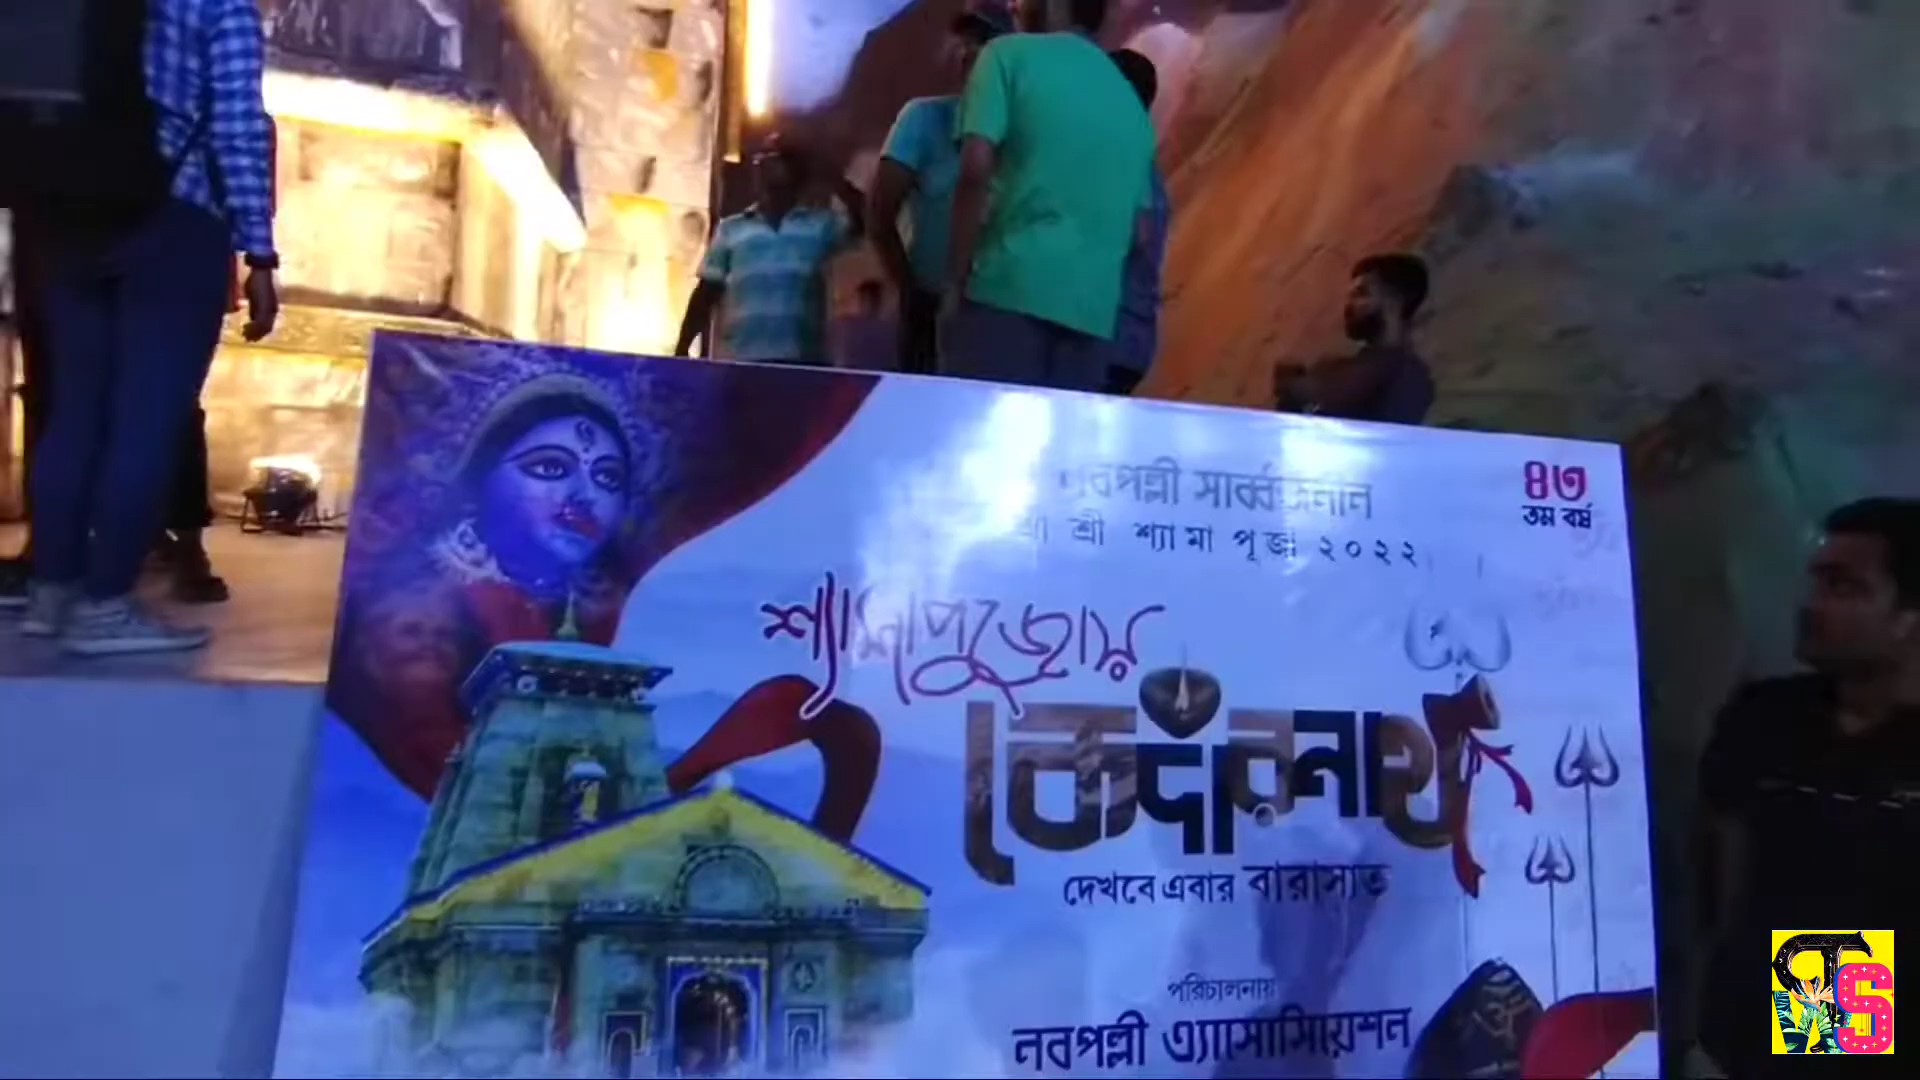 নবপল্লী সার্ব্বজনীন
শ্রী শ্রী শ্যামা পূজা ২০২২
৪৩
তম বর্ষ
শ্যামাপুজোয়
কেদারনাথ
দেখবে এবার বারাসাত
পরিচালনায়
নবপল্লী এ্যাসোসিয়েশন